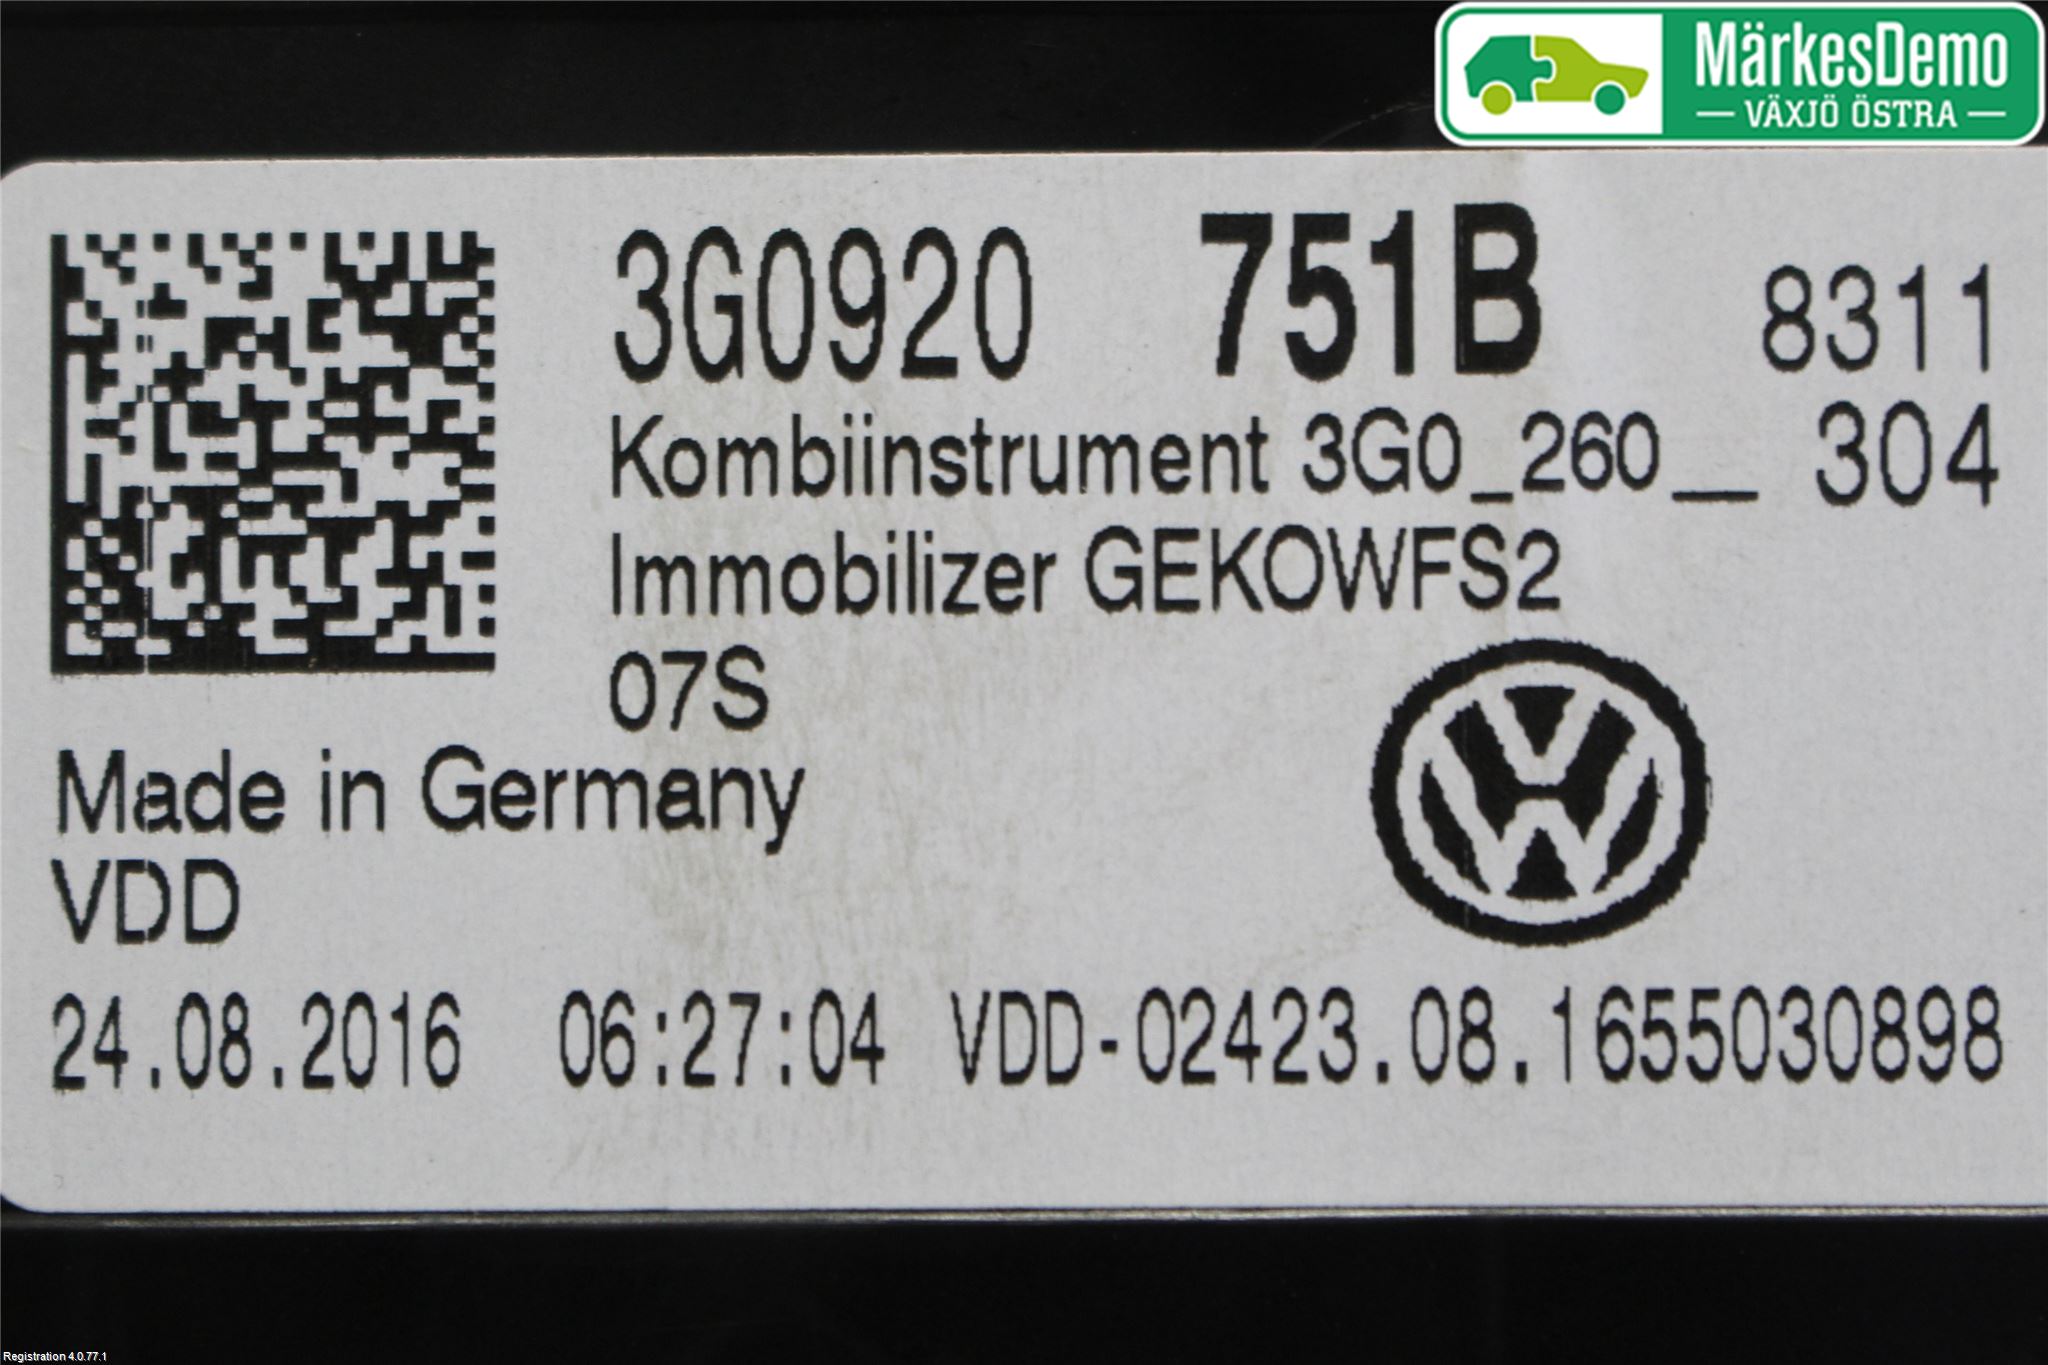 MärkesDemo
— VÄXJÖ ÖSTRA —
3G0920 751B 8311
Kombiinstrument 3G0_260__ 304
Immobilizer GEKOWFS2
07S
Made in Germany
VDD
24.08.2016 06:27:04 VDD-02423.08.1655030898
Registration 4.0.77.1